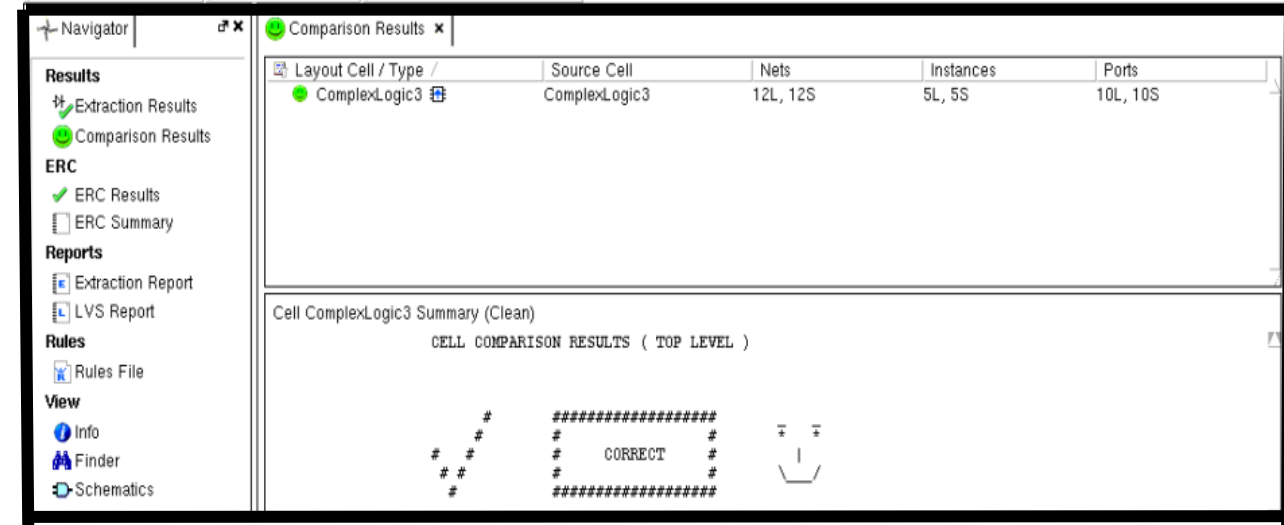 Navigator
Results
Extraction Results
Comparison Results
ERC
ERC Results
ERC Summary
Reports
Extraction Report
LVS Report
Rules
Rules File
View
Info
Finder
Schematics
Comparison Results
Layout Cell / Type / Source Cell Nets Instances Ports
ComplexLogic3 ComplexLogic3 12L, 12S 5L, 5S 10L, 10S
Cell ComplexLogic3 Summary (Clean)
CELL COMPARISON RESULTS ( TOP LEVEL )
# ###################
# # #
# # # CORRECT #
# # # #
# ###################